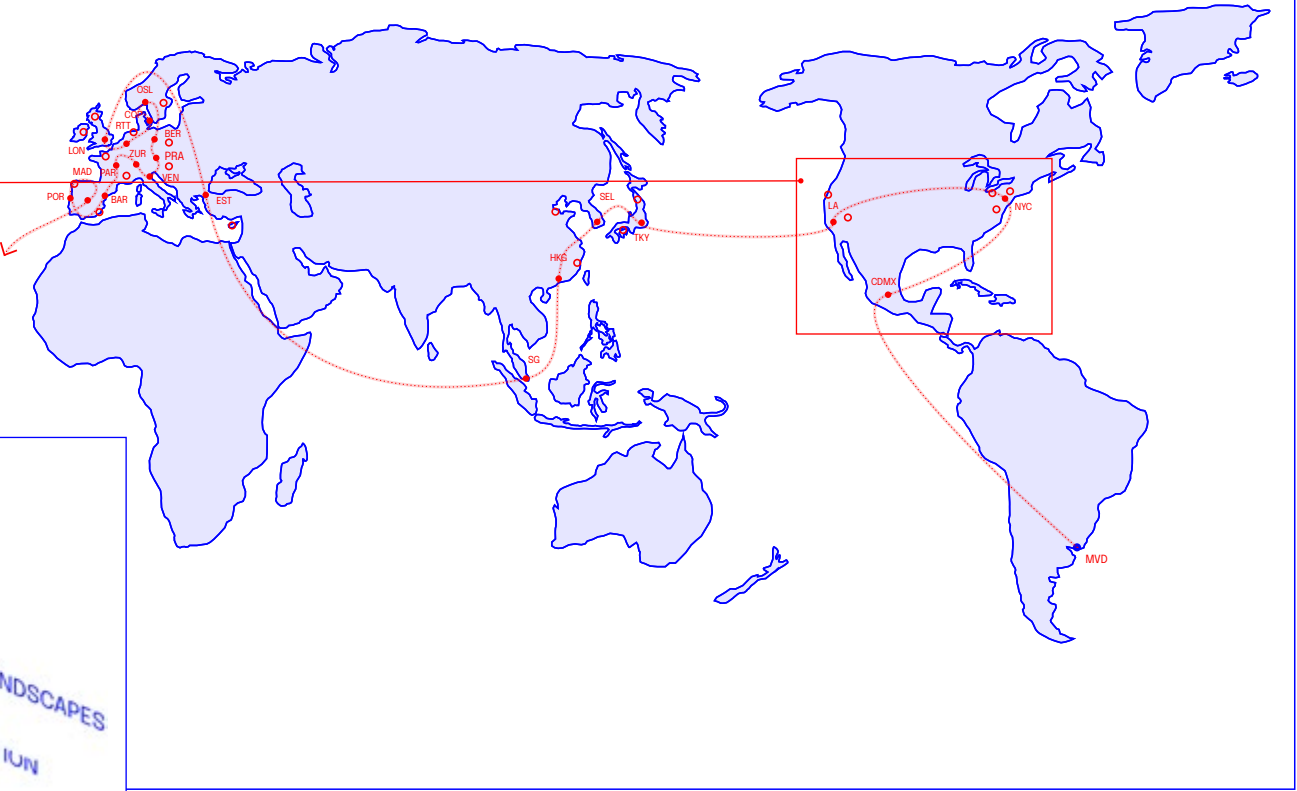 OSL
COP
RTT
BER
LON
ZUR
PRA
MAD
PAR
VEN
POR
BAR
EST
SEL
LA
NYC
TKY
HKG
CDMX
SG
MVD
NDSCAPES
ION